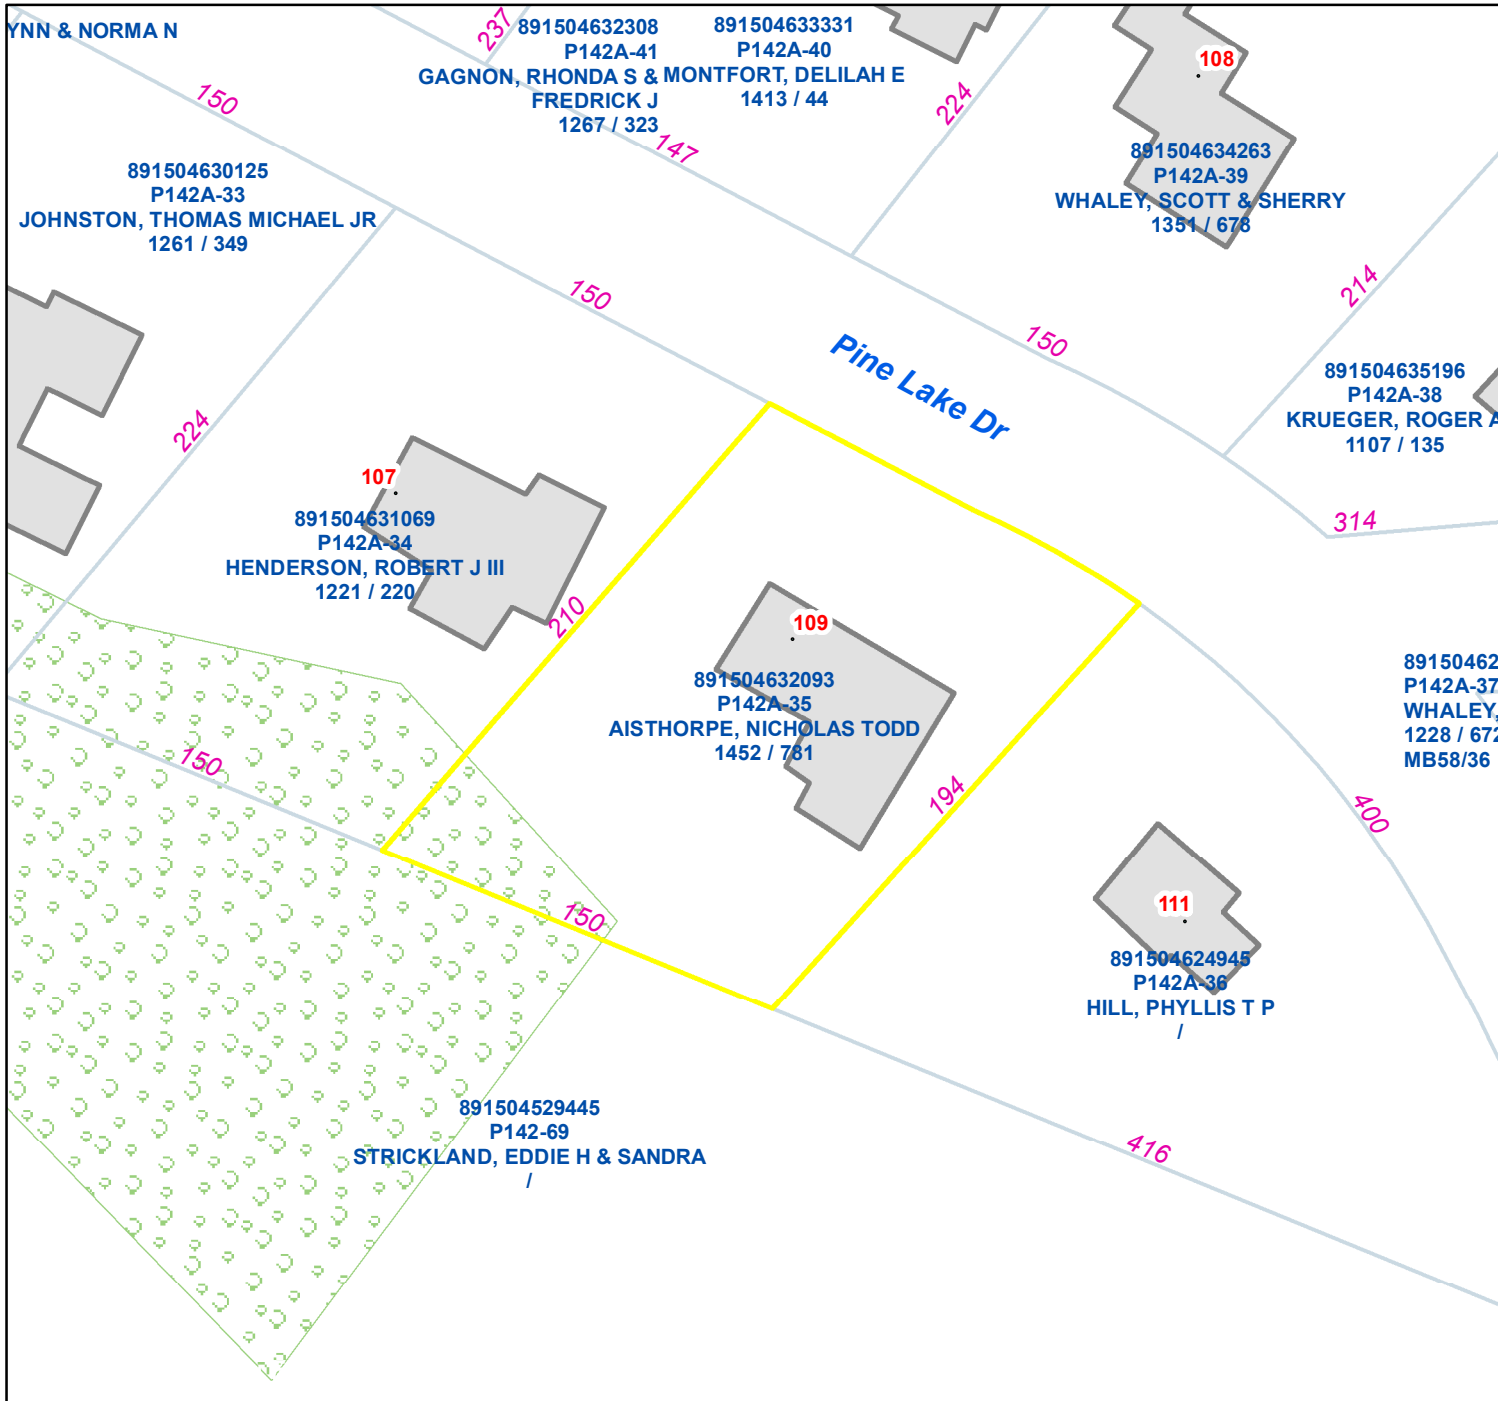 YNN & NORMA N
237
891504632308
P142A-41
GAGNON, RHONDA S &
FREDRICK J
1267 / 323
891504633331
P142A-40
MONTFORT, DELILAH E
1413 / 44
108
150
224
147
891504634263
P142A-39
WHALEY, SCOTT & SHERRY
1351 / 678
891504630125
P142A-33
JOHNSTON, THOMAS MICHAEL JR
1261 / 349
150
214
150
Pine Lake Dr
891504635196
P142A-38
KRUEGER, ROGER A
1107 / 135
224
107
891504631069
P142A-34
HENDERSON, ROBERT J III
1221 / 220
314
210
109
891504632093
P142A-35
AISTHORPE, NICHOLAS TODD
1452 / 781
89150462
P142A-37
WHALEY,
1228 / 672
MB58/36
150
194
400
150
111
891504624945
P142A-36
HILL, PHYLLIS T P
/
891504529445
P142-69
STRICKLAND, EDDIE H & SANDRA
/
416